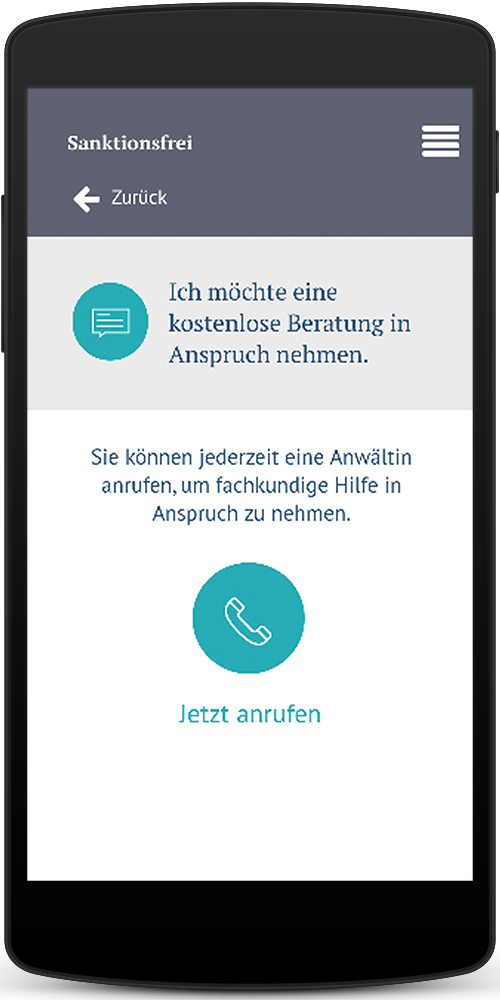 Sanktionsfrei
Zurück
Ich möchte eine
kostenlose Beratung in
Anspruch nehmen.
Sie können jederzeit eine Anwältin
anrufen, um fachkundige Hilfe in
Anspruch zu nehmen.
Jetzt anrufen